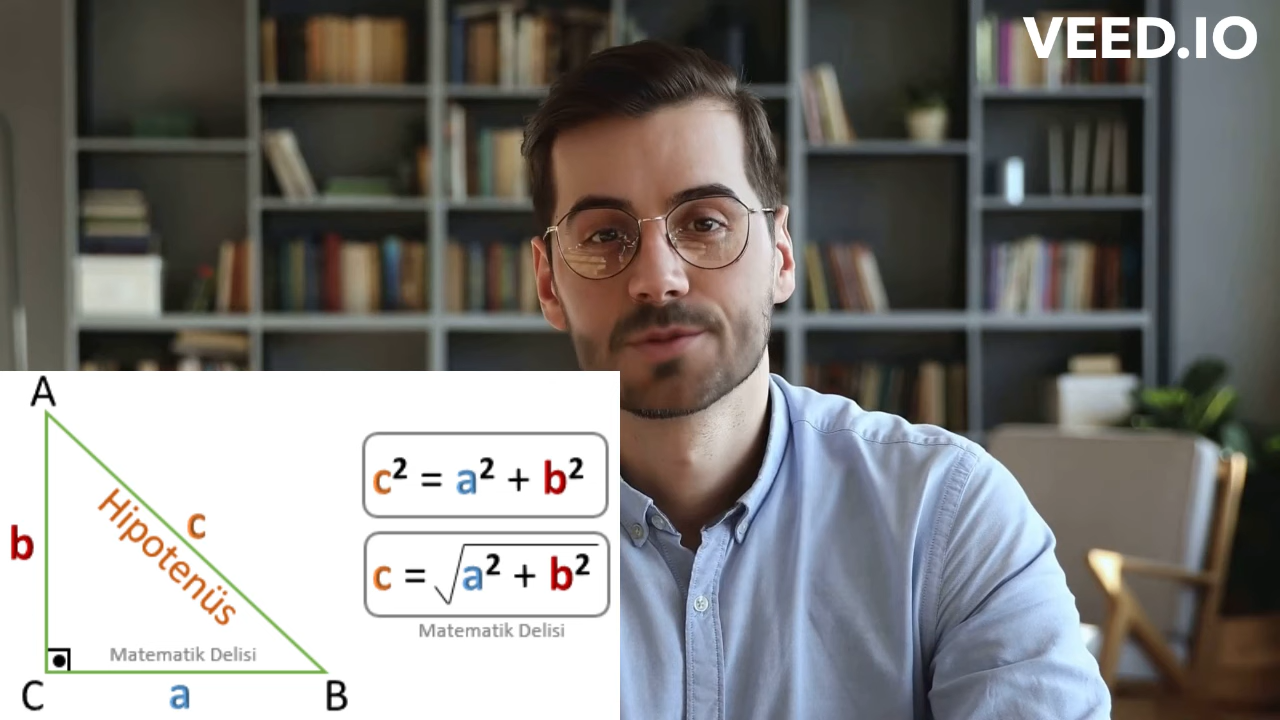 VEED.IO
A
c² = a² + b²
c
Hipotenüs
b
c = √a² + b²
Matematik Delisi
Matematik Delisi
C
a
B